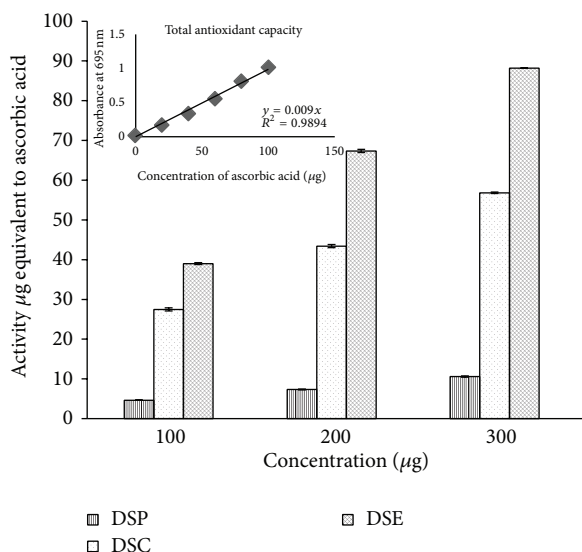 100
90
80
70
60
50
40
30
20
10
0
Activity μg equivalent to ascorbic acid
Total antioxidant capacity
1.5
1
0.5
0
Absorbance at 695 nm
y = 0.009x
R² = 0.9894
0 50 100 150
Concentration of ascorbic acid (μg)
100 200 300
Concentration (μg)
DSP DSE
DSC